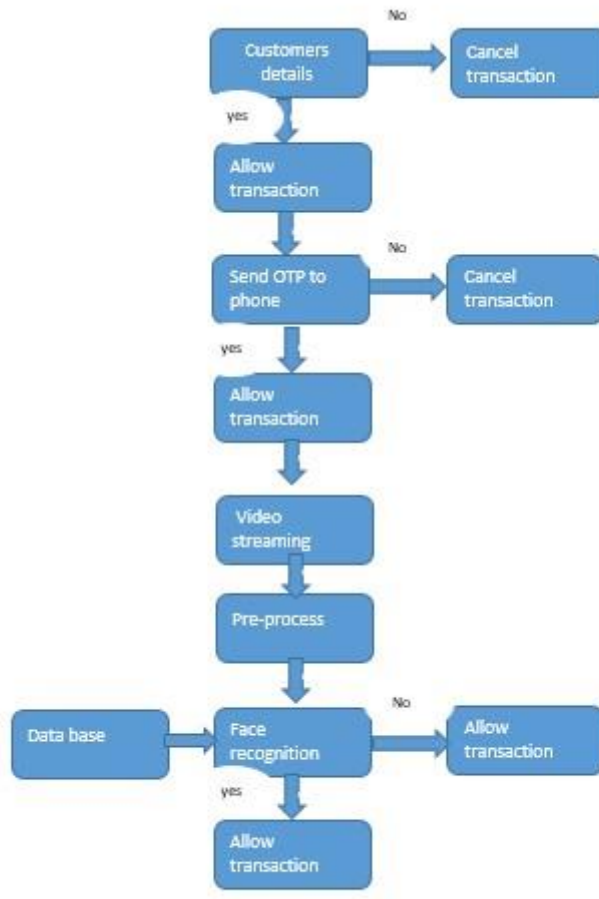 No
Customers
details
Cancel
transaction
yes
Allow
transaction
No
Send OTP to
phone
Cancel
transaction
yes
Allow
transaction
Video
streaming
Pre-process
No
Data base
Face
recognition
Allow
transaction
yes
Allow
transaction